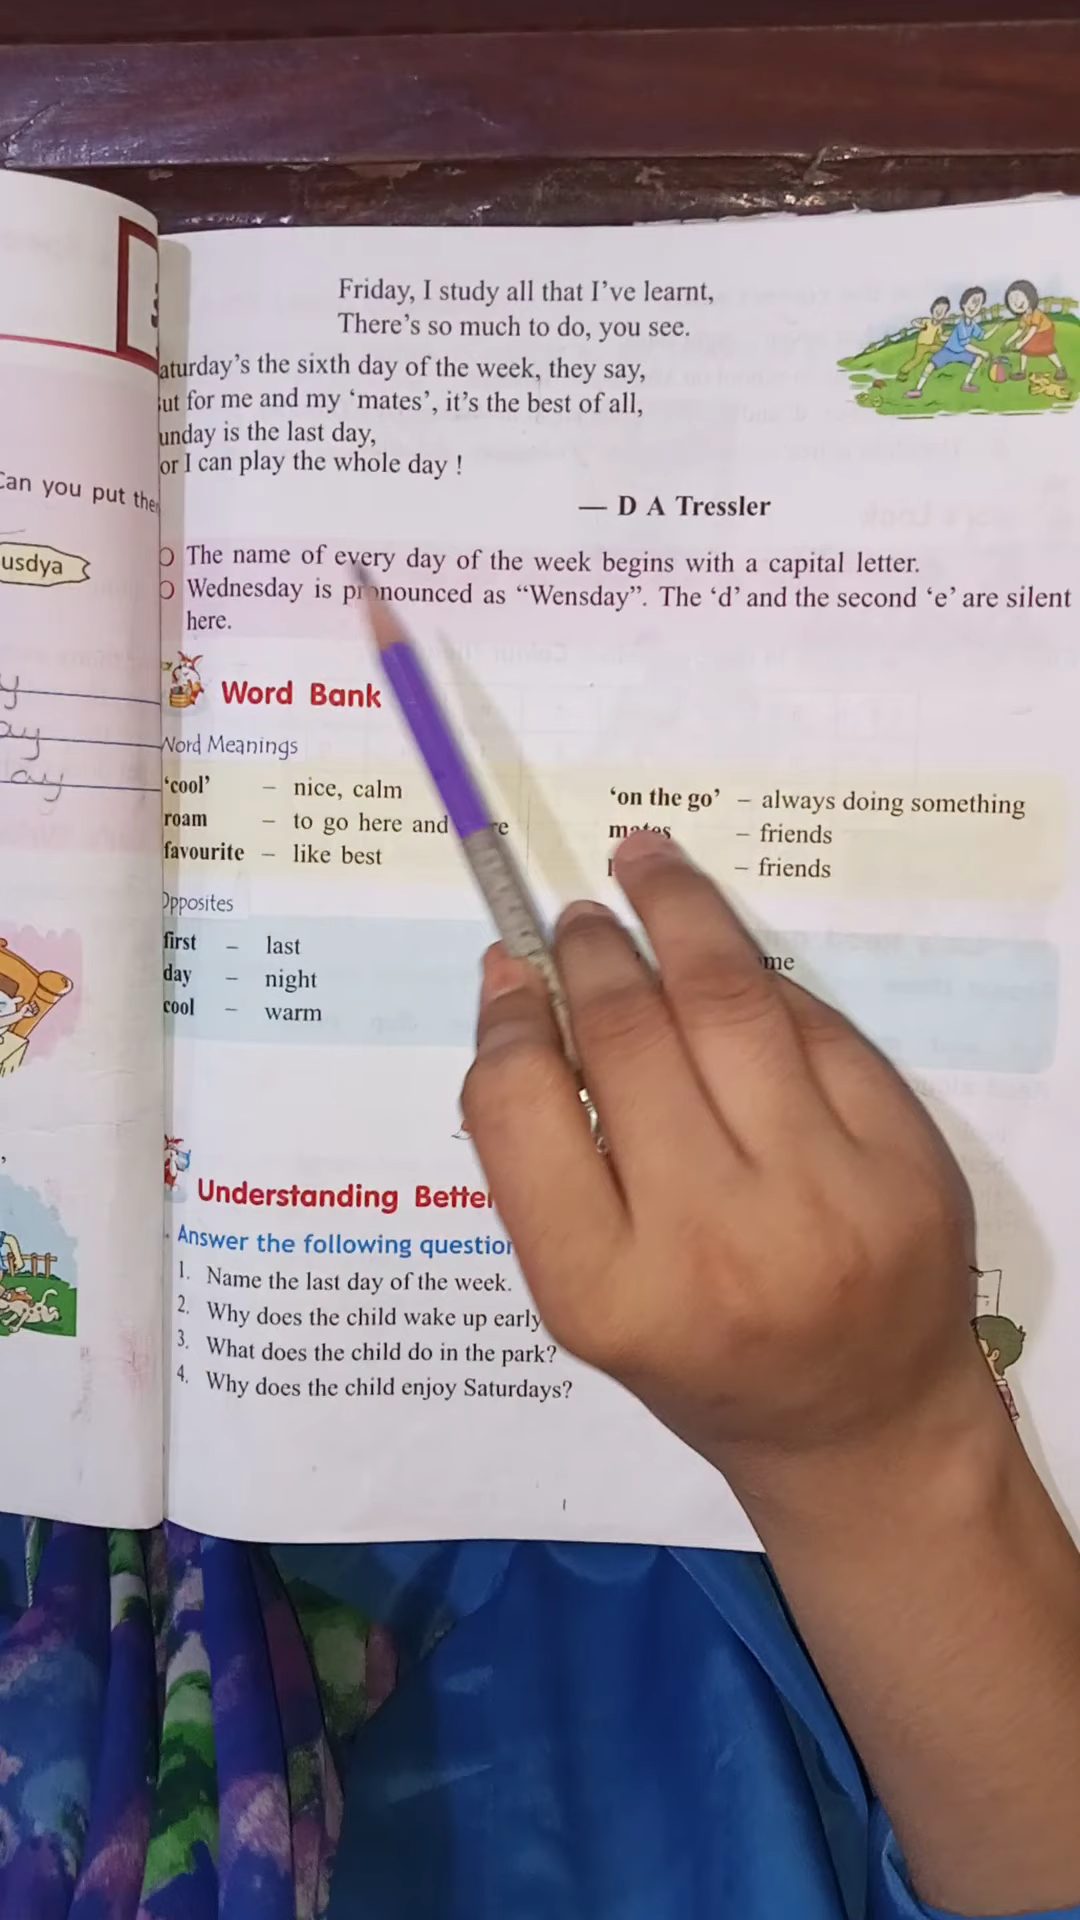 Can you put the
usdya
y
ay
ay
Friday, I study all that I've learnt,
There's so much to do, you see.
aturday's the sixth day of the week, they say,
ut for me and my 'mates', it's the best of all,
unday is the last day,
or I can play the whole day !
— D A Tressler
The name of every day of the week begins with a capital letter.
Wednesday is pronounced as “Wensday”. The ‘d’ and the second ‘e’ are silent
here.
Word Bank
Word Meanings
‘cool’ – nice, calm
roam – to go here and re
favourite – like best
‘on the go’ – always doing something
mates – friends
– friends
Opposites
first – last
day – night
cool – warm
me
Understanding Better
Answer the following question
1. Name the last day of the week.
2. Why does the child wake up early
3. What does the child do in the park?
4. Why does the child enjoy Saturdays?